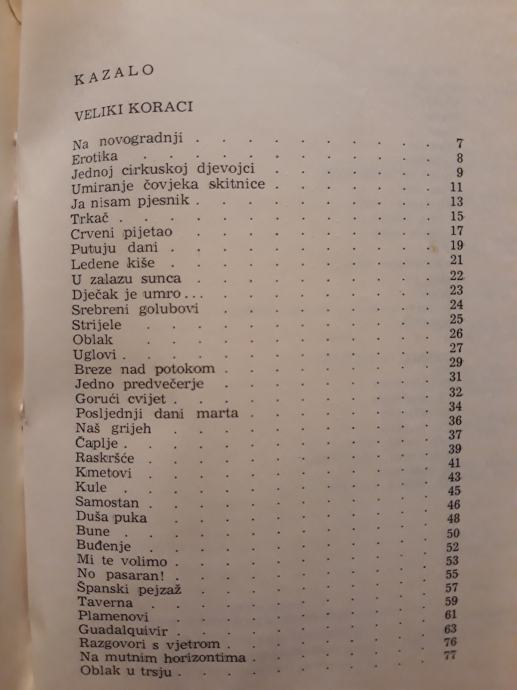 KAZALO
VELIKI KORACI
Na novogradnji . . . . . . . . . 7
Erotika . . . . . . . . . 8
Jednoj cirkuskoj djevojci . . . . . . . 9
Umiranje čovjeka skitnice . . . . . . . 11
Ja nisam pjesnik . . . . . . . . . 13
Trkač . . . . . . . . . 15
Crveni pijetao . . . . . . . . . 17
Putuju dani . . . . . . . . . 19
Ledene kiše . . . . . . . . . 21
U zalazu sunca . . . . . . . . . 22
Dječak je umro... . . . . . . . . . 23
Srebreni golubovi . . . . . . . . . 24
Strijele . . . . . . . . . 25
Oblak . . . . . . . . . 26
Uglovi . . . . . . . . . 27
Breze nad potokom . . . . . . . . 29
Jedno predvečerje . . . . . . . . 31
Gorući cvijet . . . . . . . . . 32
Posljednji dani marta . . . . . . . 34
Naš grijeh . . . . . . . . . 36
Čaplje . . . . . . . . . 37
Raskršće . . . . . . . . . 39
Kmetovi . . . . . . . . . 41
Kule . . . . . . . . . 43
Samostan . . . . . . . . . 45
Duša puka . . . . . . . . . 46
Bune . . . . . . . . . 48
Buđenje . . . . . . . . . 50
Mi te volimo . . . . . . . . . 52
No pasaran! . . . . . . . . . 53
Španski pejzaž . . . . . . . . . 55
Taverna . . . . . . . . . 57
Plamenovi . . . . . . . . . 59
Guadalquivir . . . . . . . . . 61
Razgovori s vjetrom . . . . . . . . 63
Na mutnim horizontima . . . . . . . 76
Oblak u trsju . . . . . . . . . 77